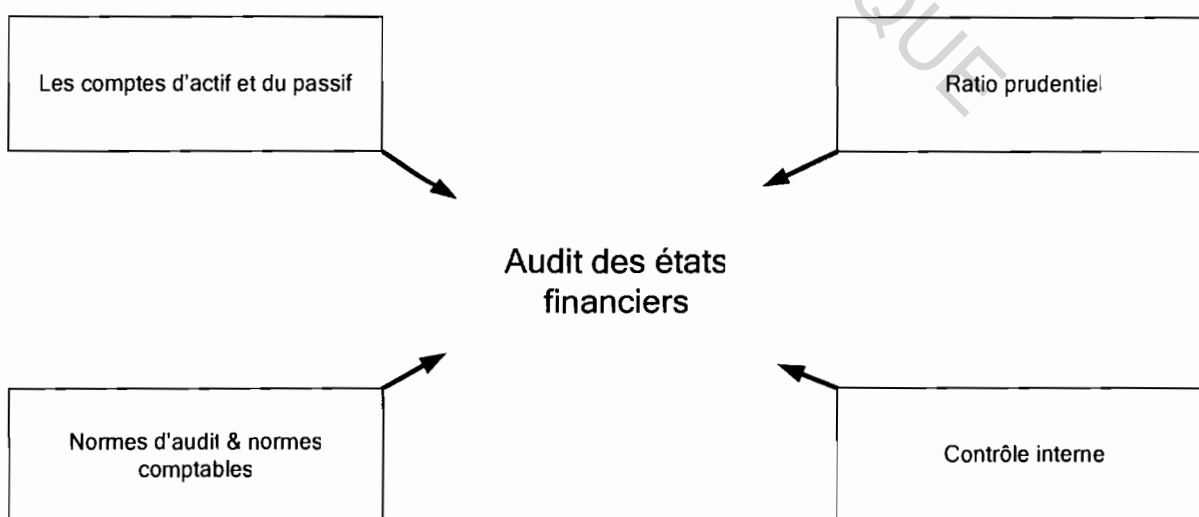 Les comptes d'actif et du passif
Ratio prudentiel
Audit des états
financiers
Normes d'audit & normes
comptables
Contrôle interne